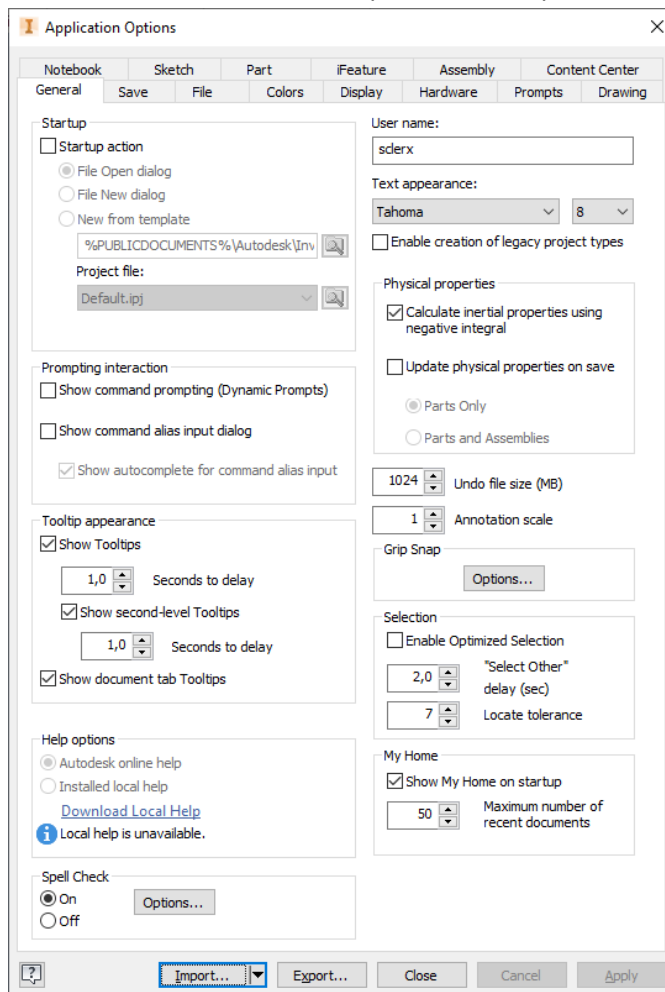 Application Options
Notebook Sketch Part iFeature Assembly Content Center
General Save File Colors Display Hardware Prompts Drawing
Startup
Startup action
File Open dialog
File New dialog
New from template
%PUBLICDOCUMENTS%\Autodesk\Inv
Project file:
Default.ipj
Prompting interaction
Show command prompting (Dynamic Prompts)
Show command alias input dialog
Show autocomplete for command alias input
Tooltip appearance
Show Tooltips
1,0 Seconds to delay
Show second-level Tooltips
1,0 Seconds to delay
Show document tab Tooltips
Help options
Autodesk online help
Installed local help
Download Local Help
Local help is unavailable.
Spell Check
On
Options...
Off
User name:
sclerx
Text appearance:
Tahoma 8
Enable creation of legacy project types
Physical properties
Calculate inertial properties using
negative integral
Update physical properties on save
Parts Only
Parts and Assemblies
1024 Undo file size (MB)
1 Annotation scale
Grip Snap
Options...
Selection
Enable Optimized Selection
2,0 "Select Other"
delay (sec)
7 Locate tolerance
My Home
Show My Home on startup
50 Maximum number of
recent documents
Import... Export... Close Cancel Apply